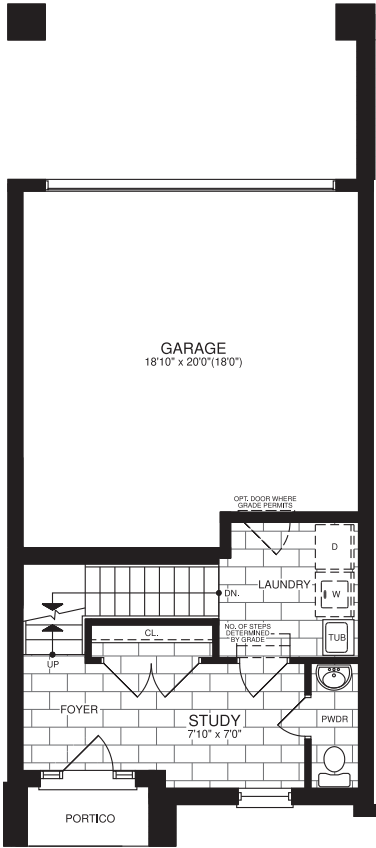 GARAGE
18'10" x 20'0"(18'0")
OPT. DOOR WHERE
GRADE PERMITS
D
LAUNDRY
W
DN.
NO. OF STEPS
DETERMINED
BY GRADE
TUB
CL.
UP
FOYER
STUDY
7'10" x 7'0"
PWDR
PORTICO